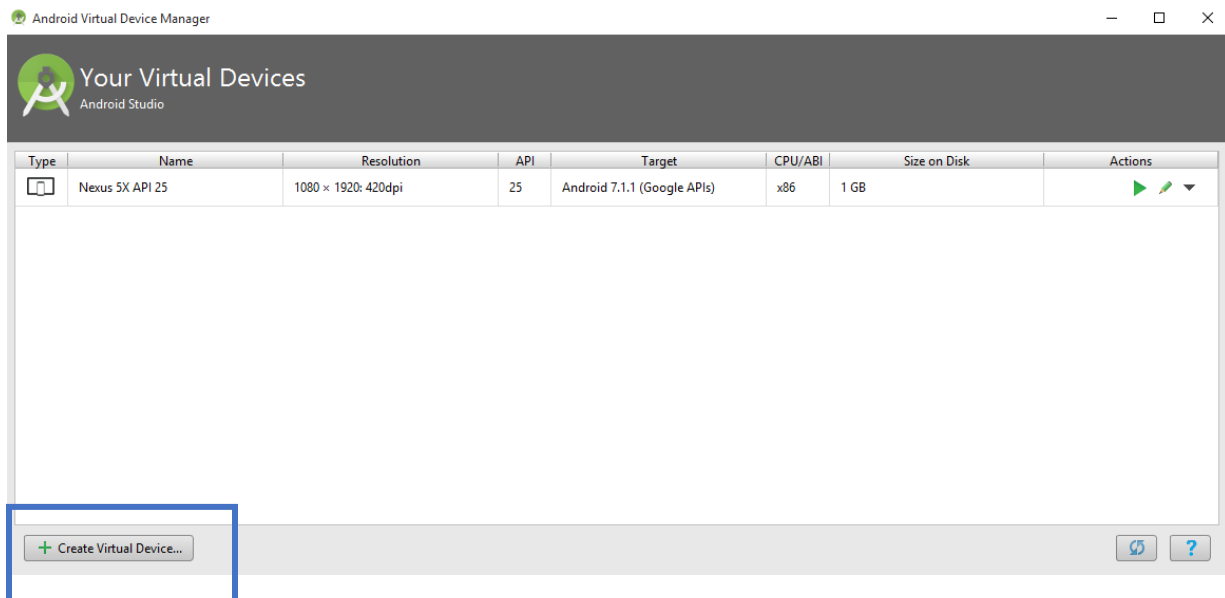 Android Virtual Device Manager
Your Virtual Devices
Android Studio
Type Name Resolution API Target CPU/ABI Size on Disk Actions
Nexus 5X API 25 1080 × 1920: 420dpi 25 Android 7.1.1 (Google APIs) x86 1 GB
+ Create Virtual Device... ?